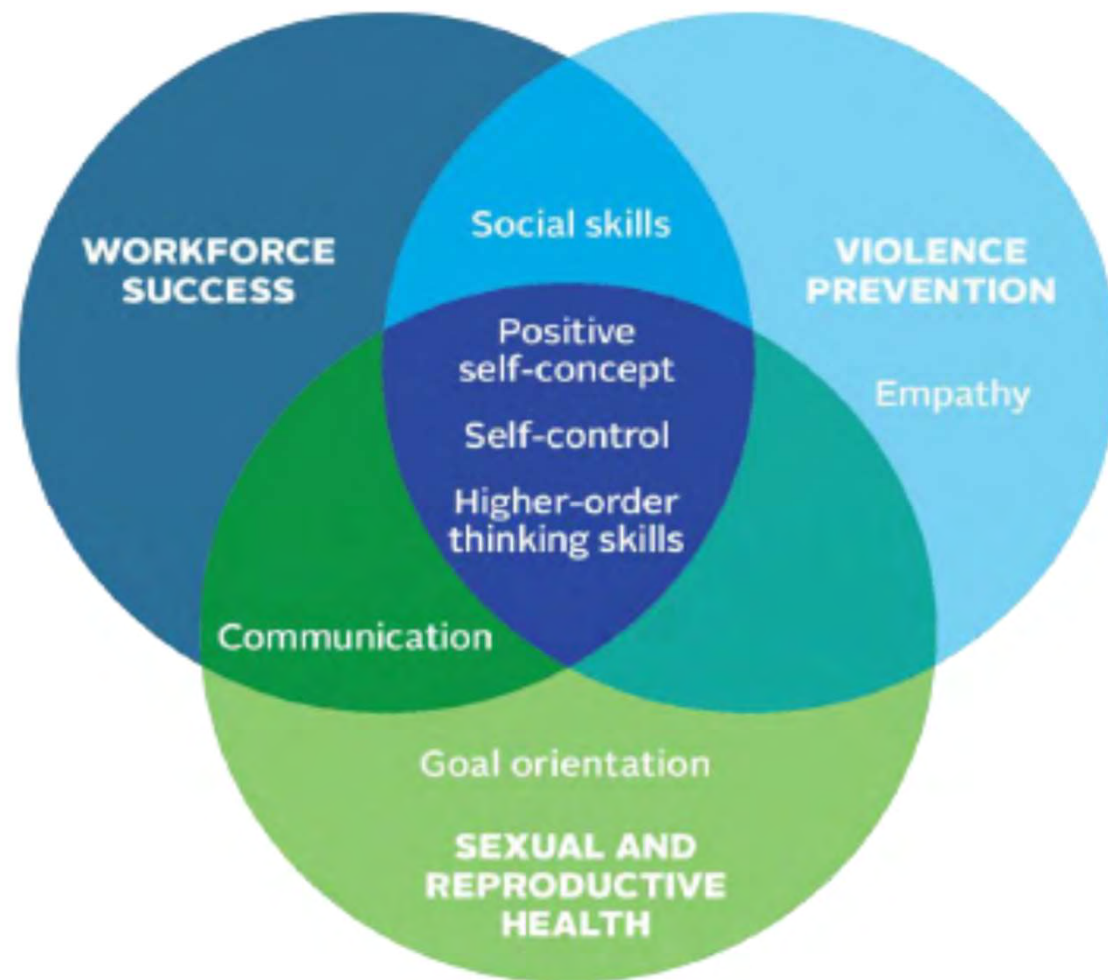 Social skills
WORKFORCE
SUCCESS
VIOLENCE
PREVENTION
Positive
self-concept
Empathy
Self-control
Higher-order
thinking skills
Communication
Goal orientation
SEXUAL AND
REPRODUCTIVE
HEALTH